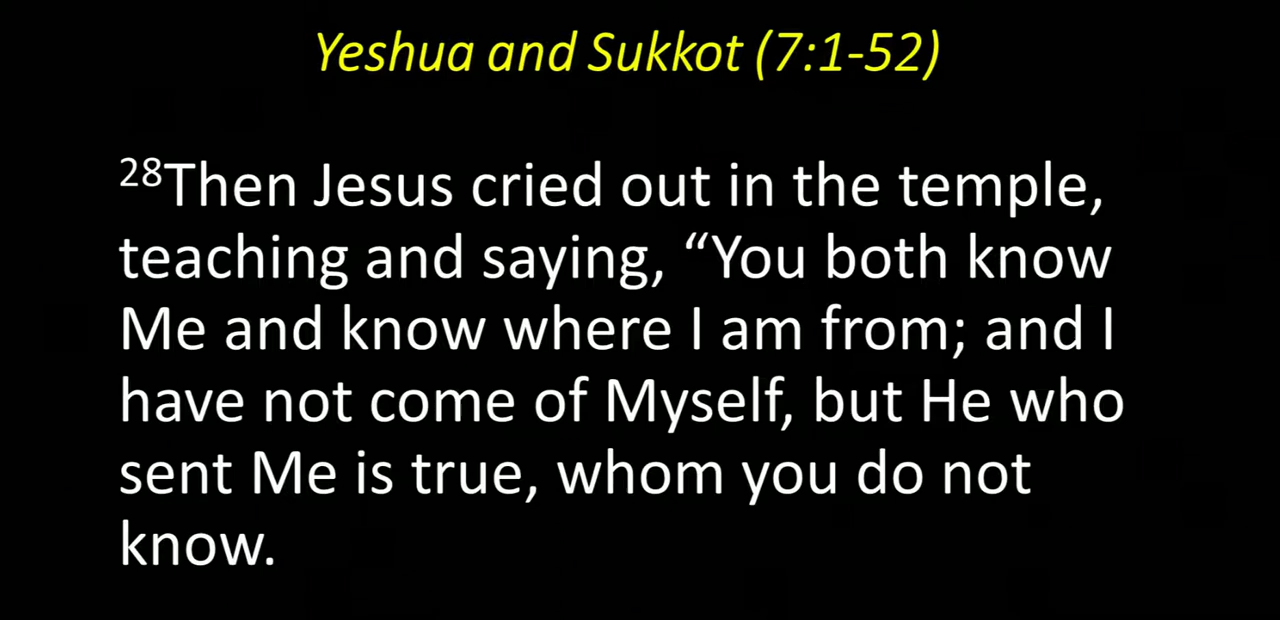 Yeshua and Sukkot (7:1-52)
28Then Jesus cried out in the temple,
teaching and saying, “You both know
Me and know where I am from; and I
have not come of Myself, but He who
sent Me is true, whom you do not
know.